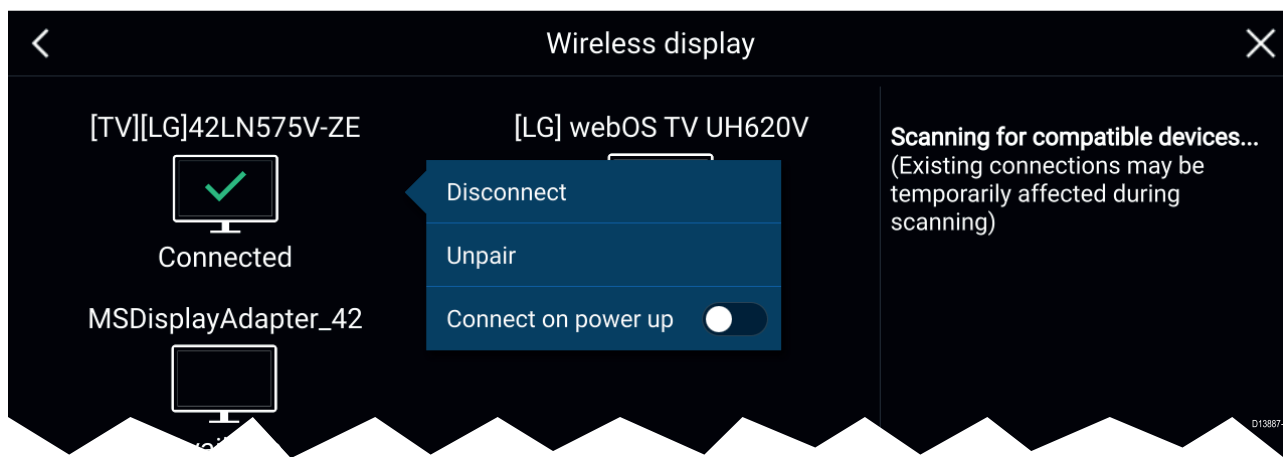 Wireless display
[TV][LG]42LN575V-ZE
[LG] webOS TV UH620V
Connected
MSDisplayAdapter_42
Disconnect
Unpair
Connect on power up
Scanning for compatible devices...
(Existing connections may be
temporarily affected during
scanning)